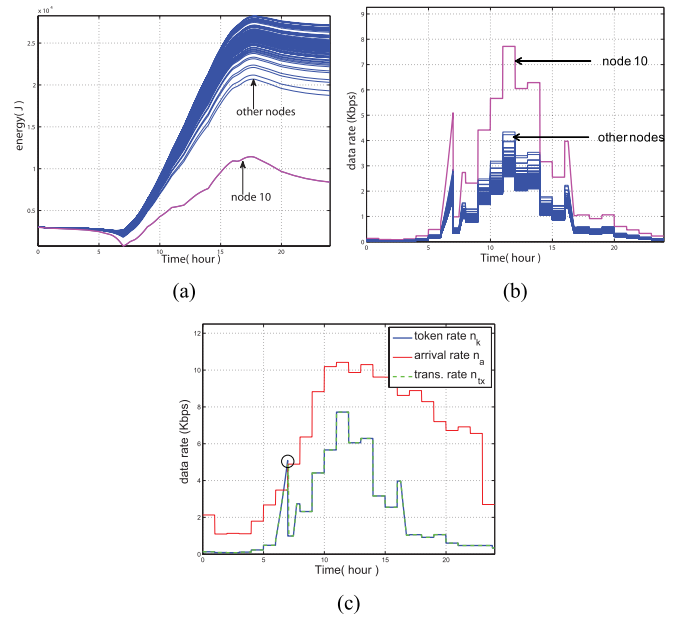 2.5 x
2 x
1.5 x
1 x
0.5 x
energy( J )
other nodes
node 10
0 5 10 15 20
Time( hour )
(a)
9
8
7
6
5
4
3
2
1
0
data rate (Kbps)
node 10
other nodes
0 5 10 15 20
Time( hour )
(b)
12
10
8
6
4
2
0
data rate (Kbps)
token rate n_k
arrival rate n_a
trans. rate n_tx
0 5 10 15 20
Time( hour )
(c)